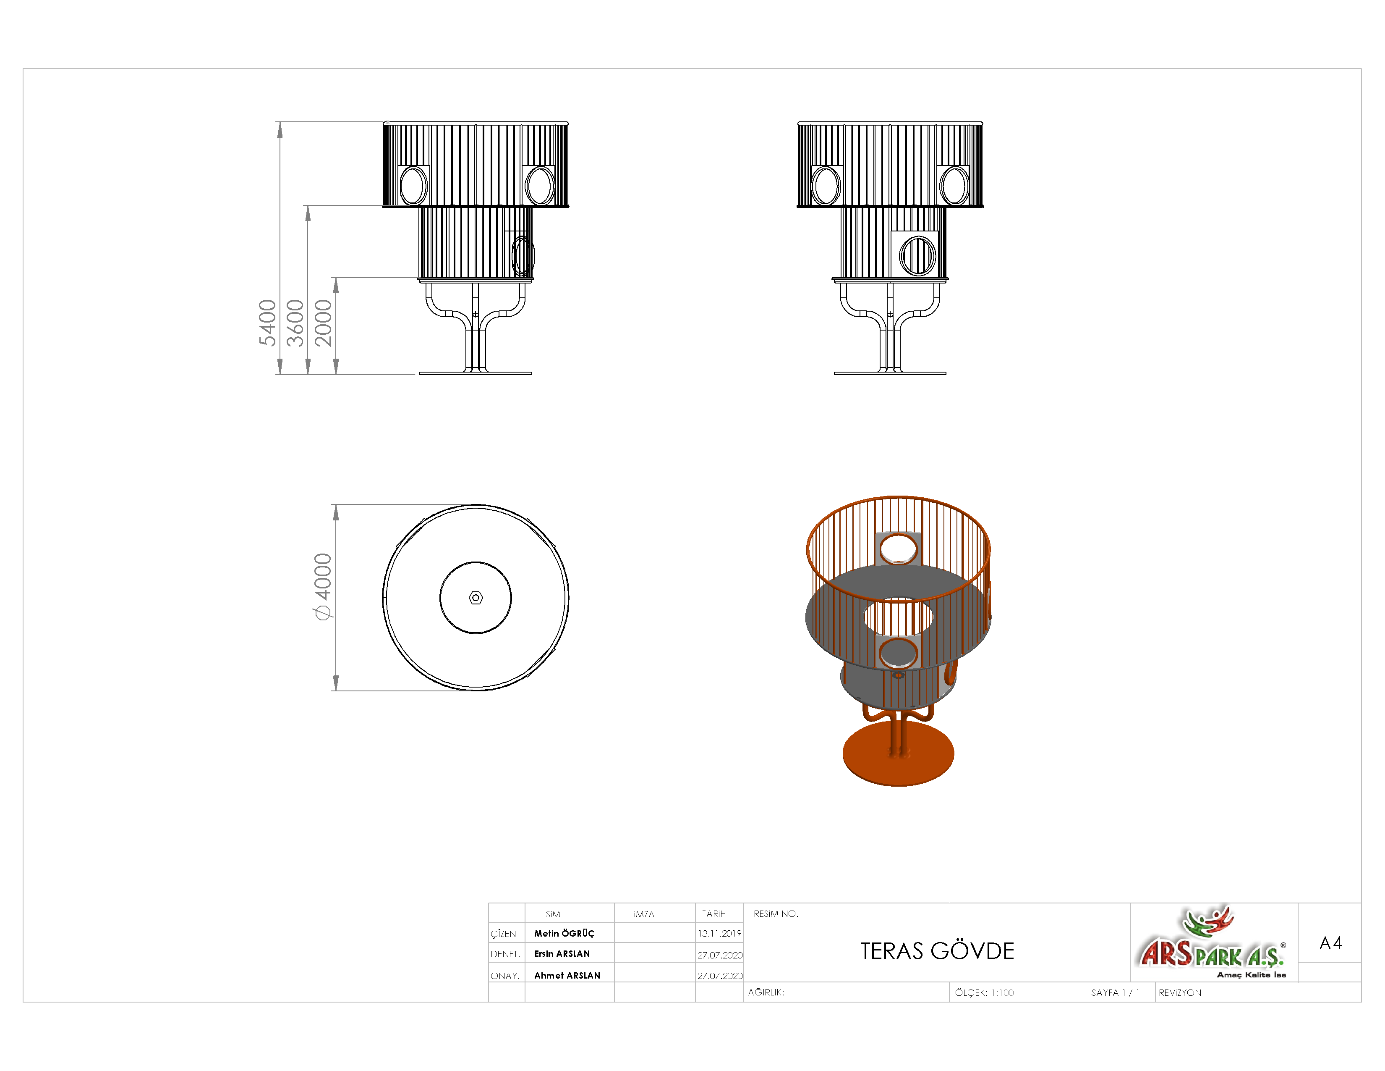 5400
3600
2000
Ø 4000
İSİM
İMZA
TARİH
RESİM NO.
ÇİZEN
Metin ÖGRÜÇ
13.11.2019
DENET.
Ersin ARSLAN
27.07.2020
ONAY.
Ahmet ARSLAN
27.07.2020
TERAS GÖVDE
ARSPARK A.Ş.®
Amaç Kalite ise
A4
AĞIRLIK:
ÖLÇEK: 1:100
SAYFA 1 / 1
REVİZYON